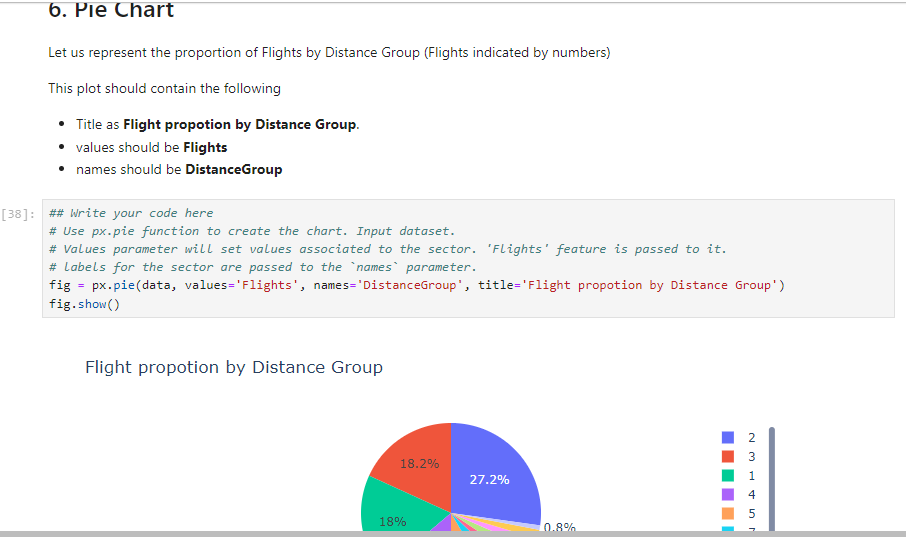 6. Pie Chart
Let us represent the proportion of Flights by Distance Group (Flights indicated by numbers)
This plot should contain the following
• Title as Flight propotion by Distance Group.
• values should be Flights
• names should be DistanceGroup
[38]: ## Write your code here
# Use px.pie function to create the chart. Input dataset.
# Values parameter will set values associated to the sector. 'Flights' feature is passed to it.
# labels for the sector are passed to the `names` parameter.
fig = px.pie(data, values='Flights', names='DistanceGroup', title='Flight propotion by Distance Group')
fig.show()
Flight propotion by Distance Group
18.2%
27.2%
18%
0.8%
2
3
1
4
5
7